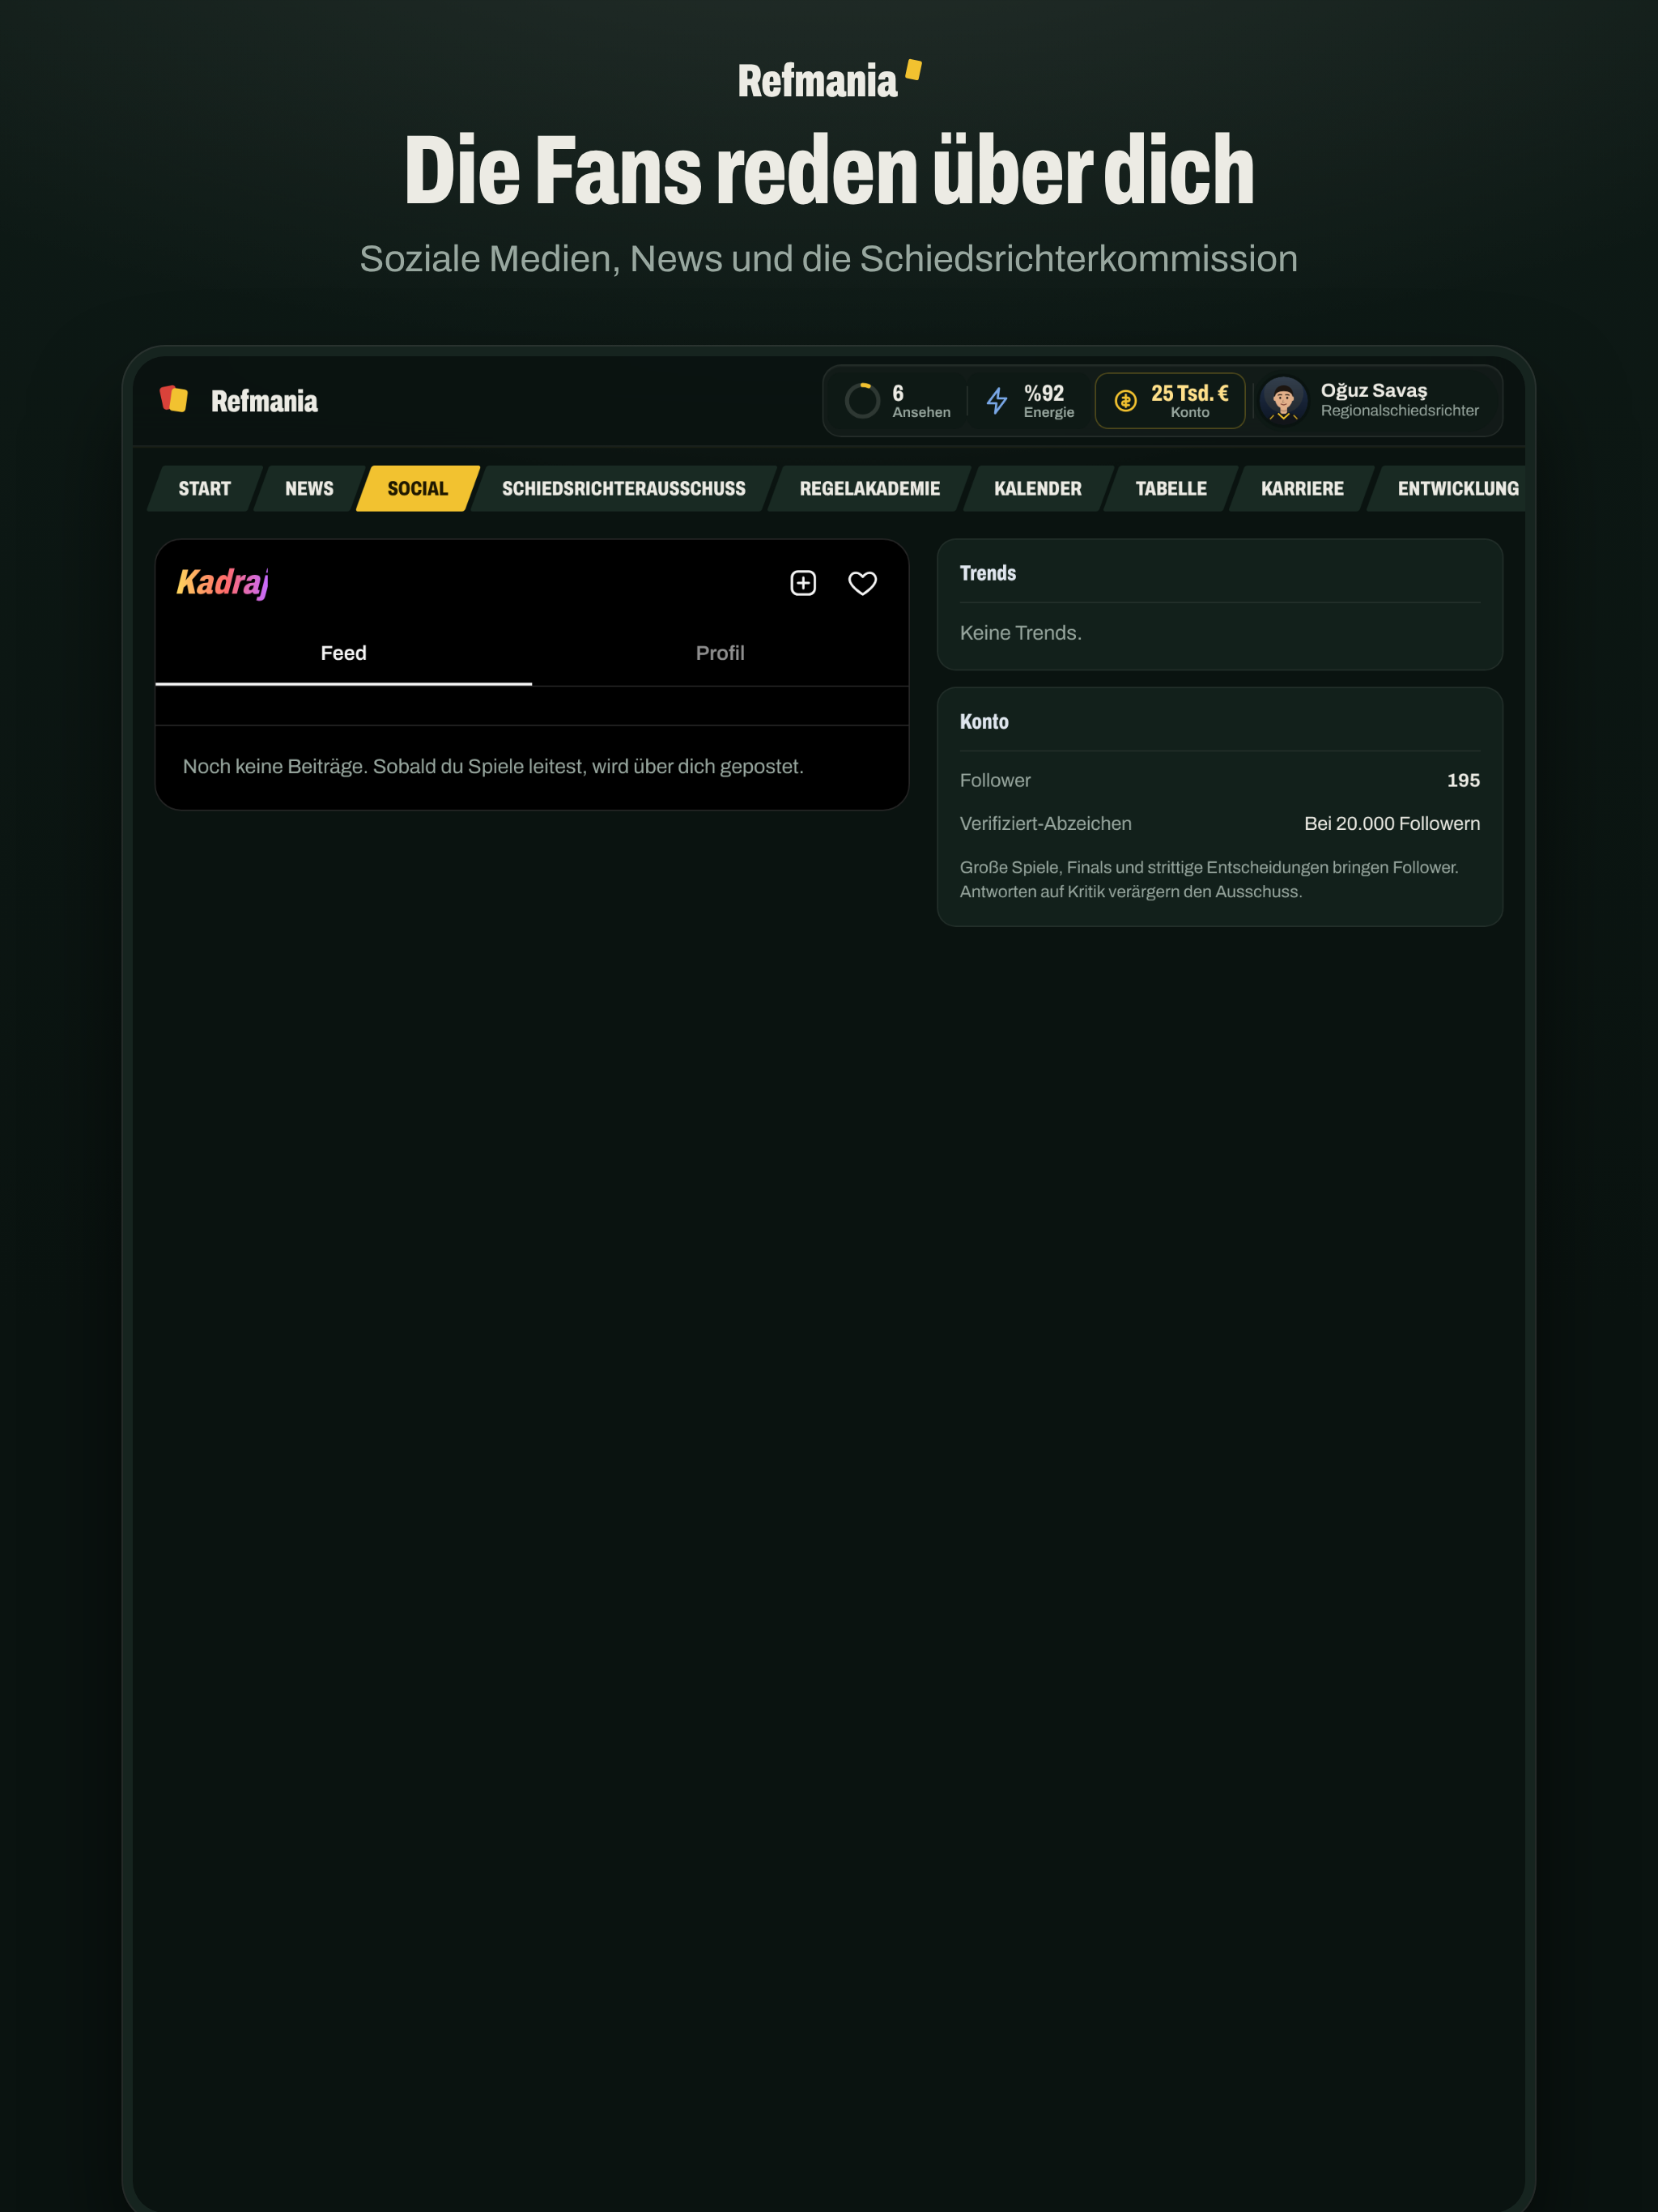 Refmania
Die Fans reden über dich
Soziale Medien, News und die Schiedsrichterkommission
Refmania
6
Ansehen
%92
Energie
25 Tsd. €
Konto
Oğuz Savaş
Regionalschiedsrichter
START
NEWS
SOCIAL
SCHIEDSRICHTERAUSSCHUSS
REGELAKADEMIE
KALENDER
TABELLE
KARRIERE
ENTWICKLUNG
Kadraj
Feed
Profil
Noch keine Beiträge. Sobald du Spiele leitest, wird über dich gepostet.
Trends
Keine Trends.
Konto
Follower
195
Verifiziert-Abzeichen
Bei 20.000 Followern
Große Spiele, Finals und strittige Entscheidungen bringen Follower.
Antworten auf Kritik verärgern den Ausschuss.